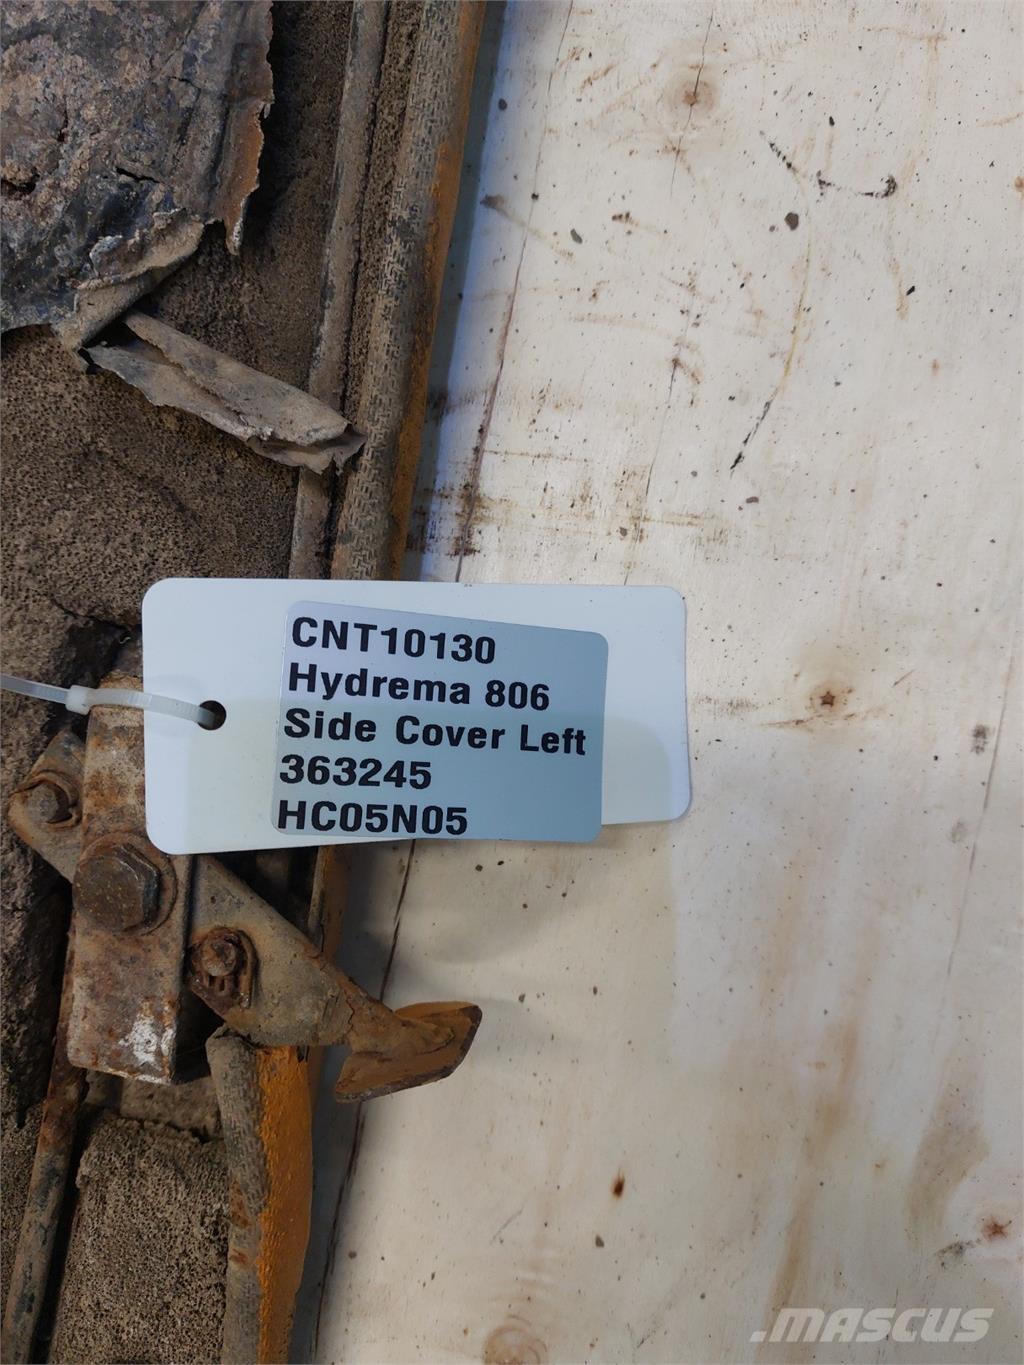 CNT10130
Hydrema 806
Side Cover Left
363245
HC05N05
.MASCUS